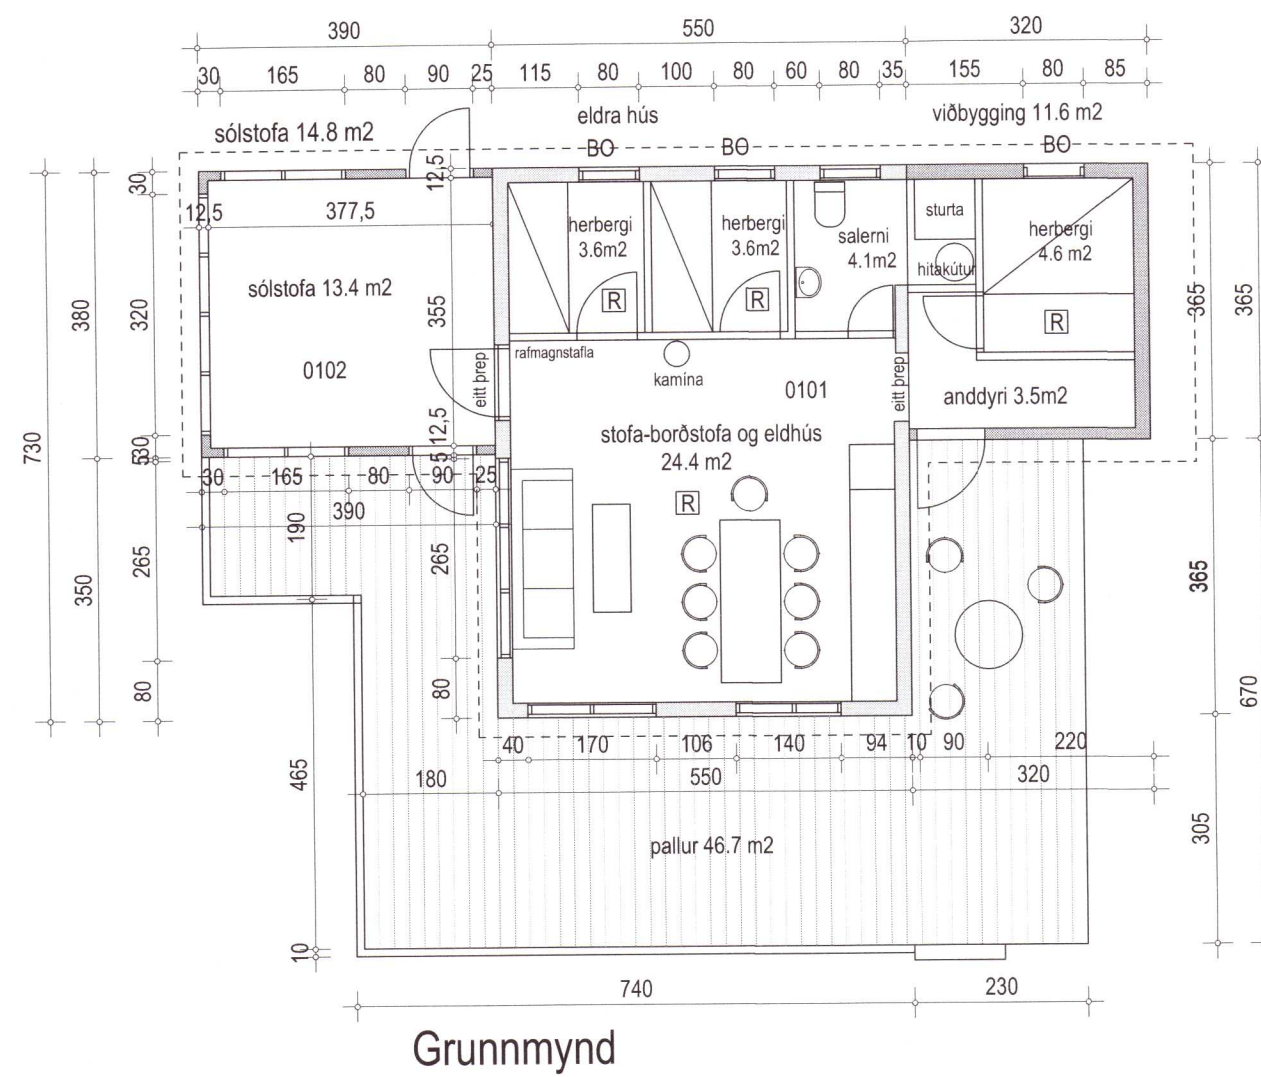 390
550
320
30
165
80
90
25
115
80
100
80
60
80
35
155
80
85
sólstofa 14.8 m2
eldra hús
viðbygging 11.6 m2
BO
BO
BO
12,5
30
12,5
377,5
herbergi
3.6m2
herbergi
3.6m2
salerni
4.1m2
sturta
hitakútur
herbergi
4.6 m2
sólstofa 13.4 m2
380
320
355
365
365
R
R
R
0102
eitt þrep
rafmagnstafla
kamína
0101
eitt þrep
anddyri 3.5m2
12,5
stofa-borðstofa og eldhús
24.4 m2
730
530
5
30
165
80
90
25
R
390
190
265
265
350
365
80
80
670
40
170
106
140
94
10
90
220
465
180
550
320
305
pallur 46.7 m2
10
740
230
Grunnmynd